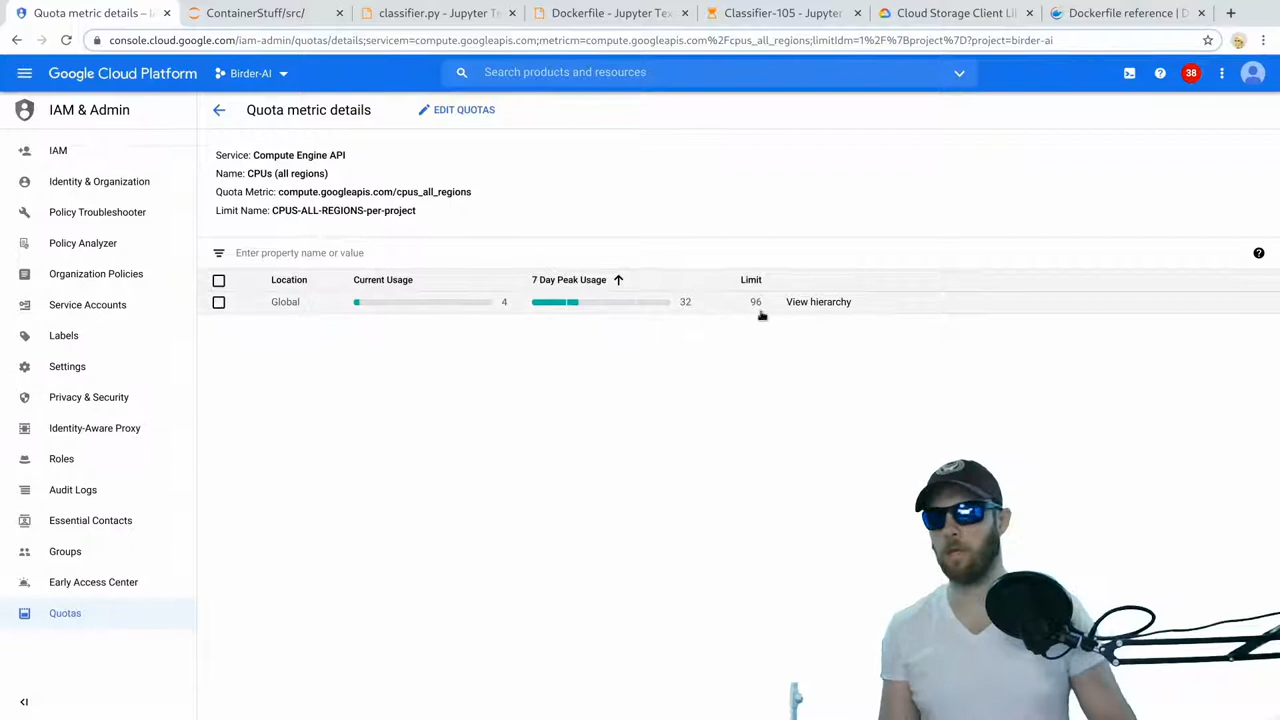 Quotas – I
ContainerStuff/src/
classifier.py - Jupyter Te
Dockerfile - Jupyter Tex
Classifier-105 - Jupyter
Cloud Storage Client Li
Dockerfile reference | D
console.cloud.google.com/iam-admin/quotas/details;servicem=compute.googleapis.com;metricm=compute.googleapis.com%2Fcpus_all_regions;limitIdm=1%2F%7Bproject%7D?project=birder-ai
Google Cloud Platform
Birder-AI
Search products and resources
38
IAM & Admin
Quota metric details
EDIT QUOTAS
IAM
Identity & Organization
Policy Troubleshooter
Policy Analyzer
Organization Policies
Service Accounts
Labels
Settings
Privacy & Security
Identity-Aware Proxy
Roles
Audit Logs
Essential Contacts
Groups
Early Access Center
Quotas
Service: Compute Engine API
Name: CPUs (all regions)
Quota Metric: compute.googleapis.com/cpus_all_regions
Limit Name: CPUS-ALL-REGIONS-per-project
Enter property name or value
Location Current Usage 7 Day Peak Usage Limit
Global 4 32 96 View hierarchy